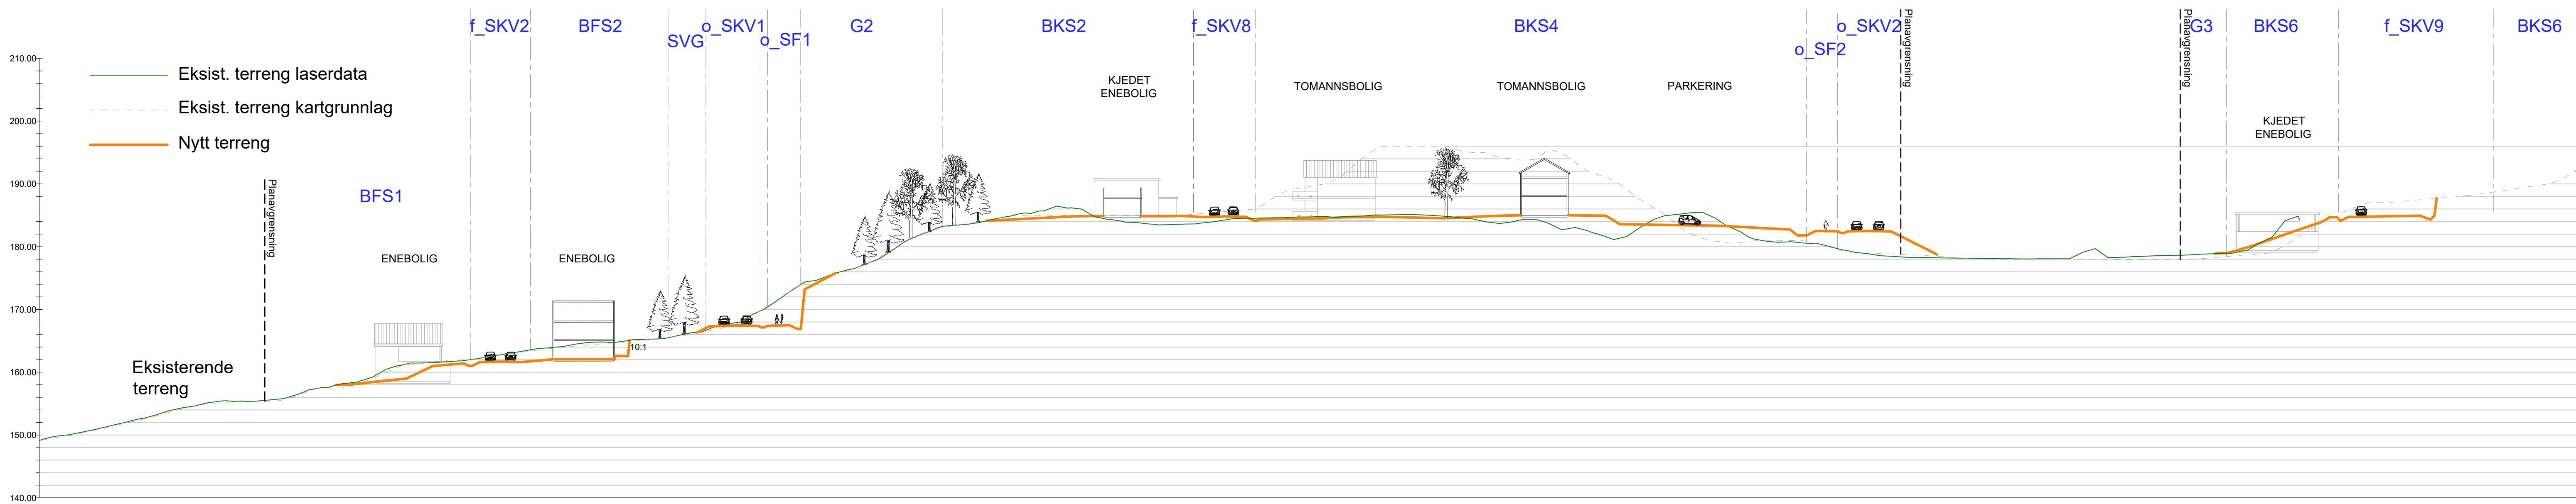 f_SKV2
BFS2
SVG
o_SKV1
o_SF1
G2
BKS2
f_SKV8
BKS4
o_SF2
o_SKV2
Planavgrensning
Planavgrensning
G3
BKS6
f_SKV9
BKS6
210.00
200.00
190.00
180.00
170.00
160.00
150.00
140.00
Eksist. terreng laserdata
Eksist. terreng kartgrunnlag
Nytt terreng
KJEDET
ENEBOLIG
TOMANNSBOLIG
TOMANNSBOLIG
PARKERING
KJEDET
ENEBOLIG
Planavgrensning
BFS1
ENEBOLIG
ENEBOLIG
10:1
Eksisterende
terreng